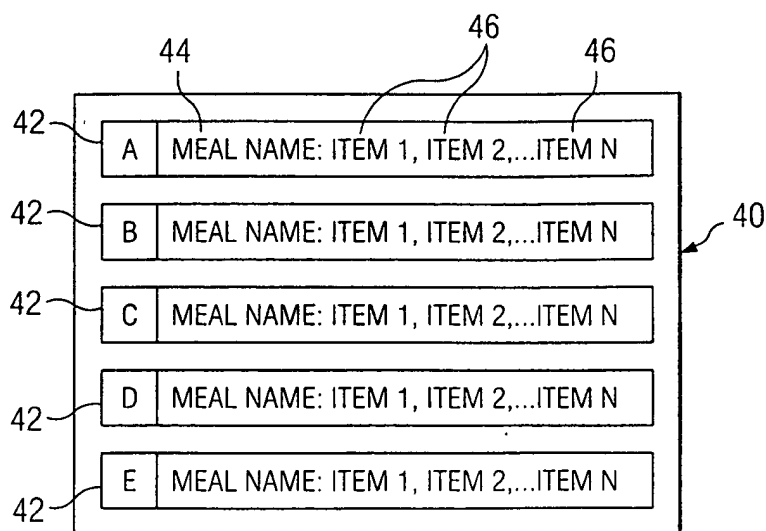 44 46 46
42 A MEAL NAME: ITEM 1, ITEM 2,...ITEM N
42 B MEAL NAME: ITEM 1, ITEM 2,...ITEM N
40
42 C MEAL NAME: ITEM 1, ITEM 2,...ITEM N
42 D MEAL NAME: ITEM 1, ITEM 2,...ITEM N
42 E MEAL NAME: ITEM 1, ITEM 2,...ITEM N